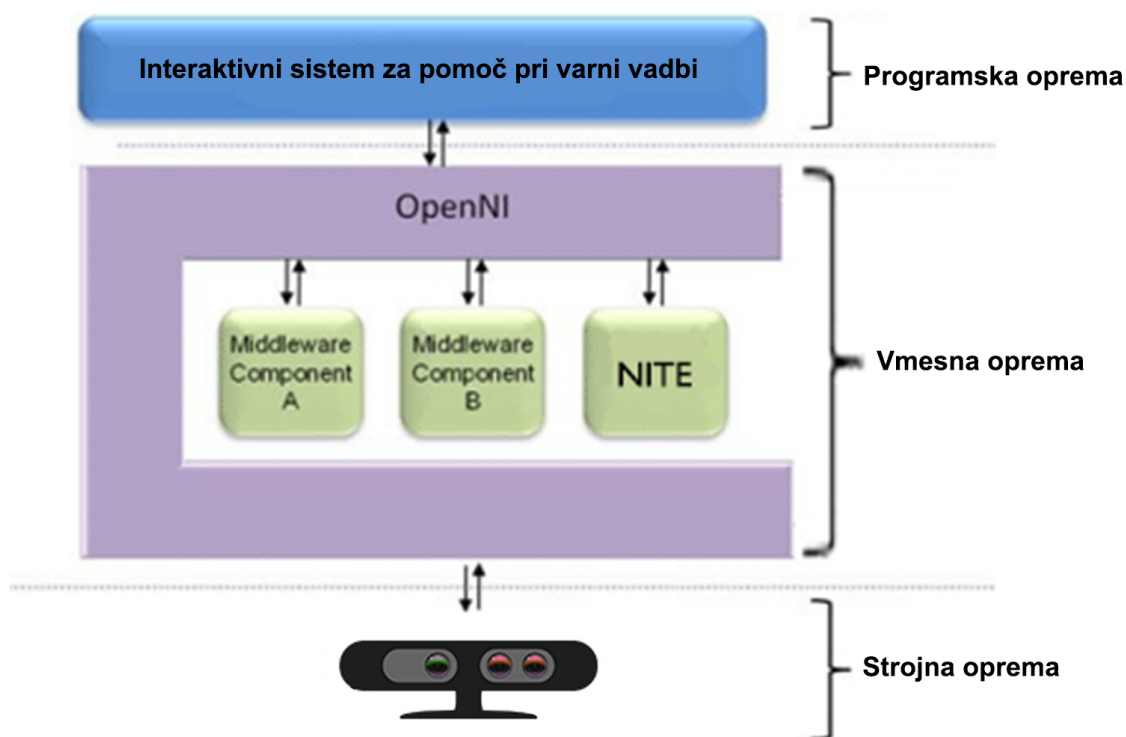 Interaktivni sistem za pomoč pri varni vadbi
Programska oprema
OpenNI
Middleware
Component
A
Middleware
Component
B
NITE
Vmesna oprema
Strojna oprema